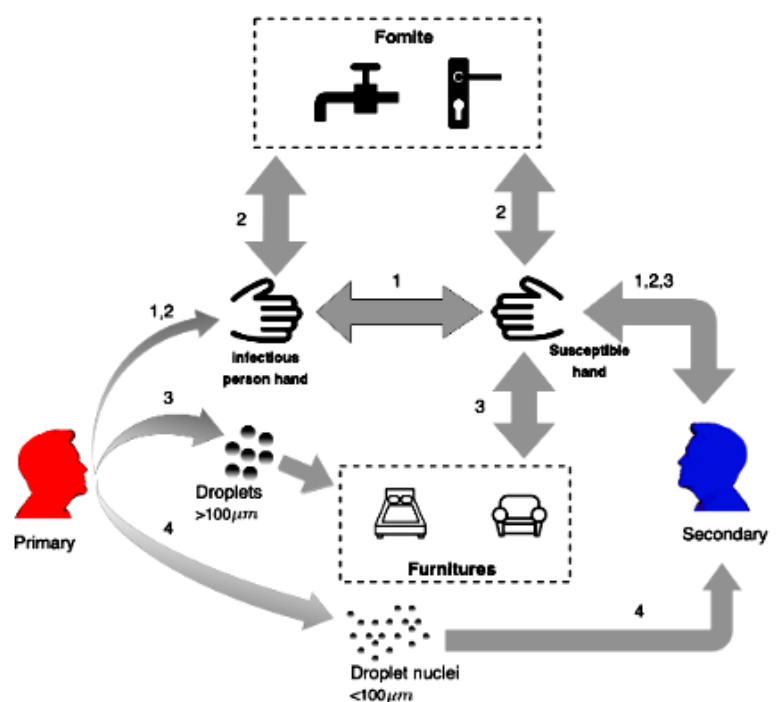 Fomite
2
2
1
1,2,3
1,2
Infectious
person hand
Susceptible
hand
3
3
Droplets
>100μm
4
Primary
Secondary
Furnitures
4
Droplet nuclei
<100μm